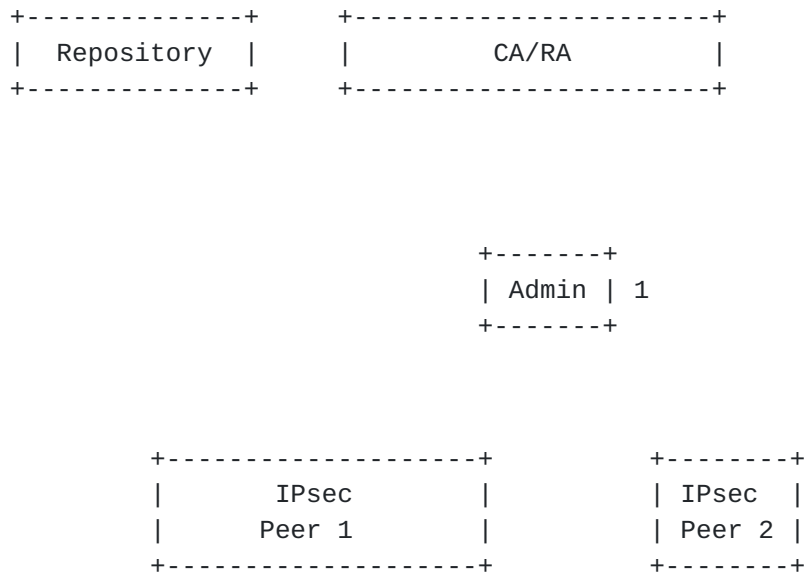 Repository
CA/RA
Admin 1
IPsec
Peer 1
IPsec
Peer 2